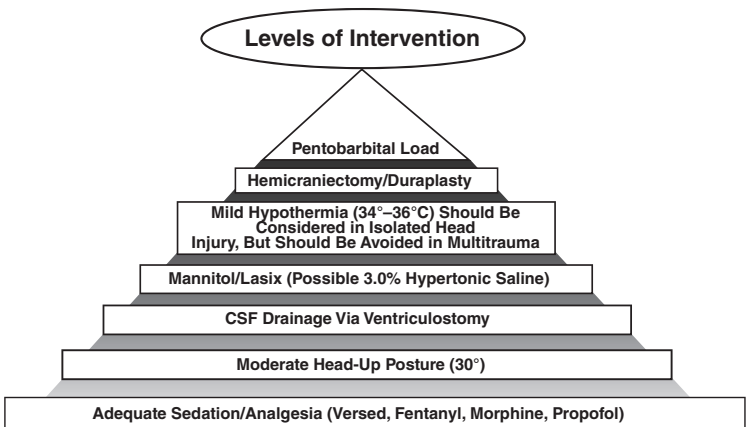 Levels of Intervention
Pentobarbital Load
Hemicraniectomy/Duraplasty
Mild Hypothermia (34°–36°C) Should Be
Considered in Isolated Head
Injury, But Should Be Avoided in Multitrauma
Mannitol/Lasix (Possible 3.0% Hypertonic Saline)
CSF Drainage Via Ventriculostomy
Moderate Head-Up Posture (30°)
Adequate Sedation/Analgesia (Versed, Fentanyl, Morphine, Propofol)